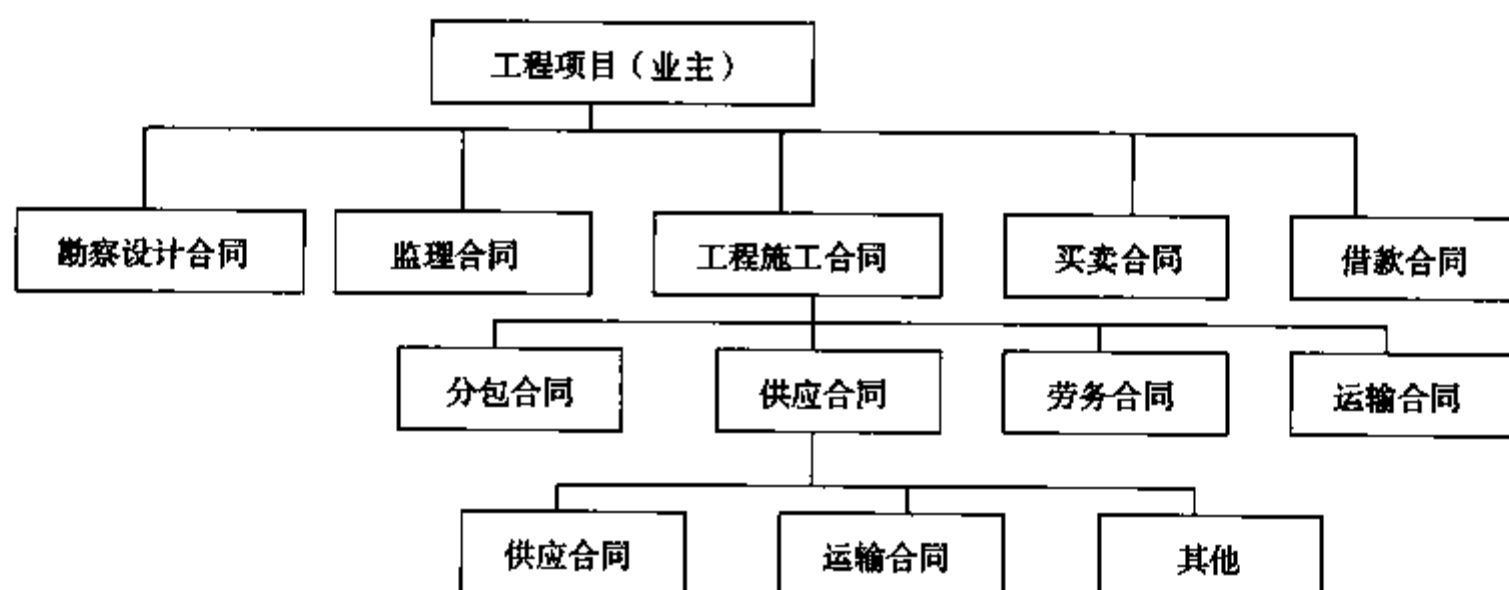 工程项目（业主）
勘察设计合同
监理合同
工程施工合同
买卖合同
借款合同
分包合同
供应合同
劳务合同
运输合同
供应合同
运输合同
其他